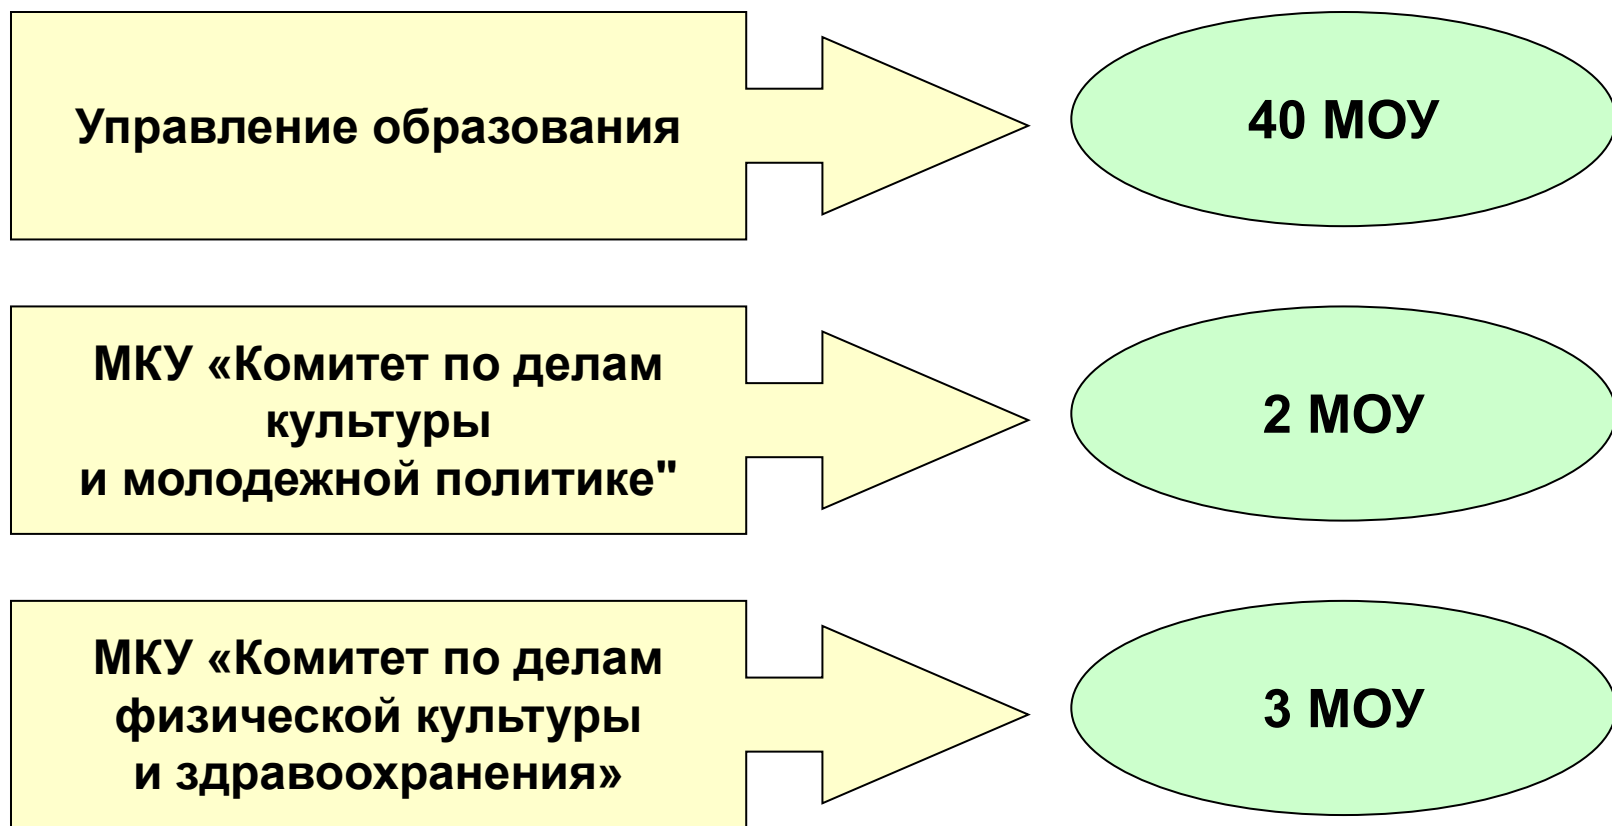 Управление образования
40 МОУ
МКУ «Комитет по делам
культуры
и молодежной политике"
2 МОУ
МКУ «Комитет по делам
физической культуры
и здравоохранения»
3 МОУ